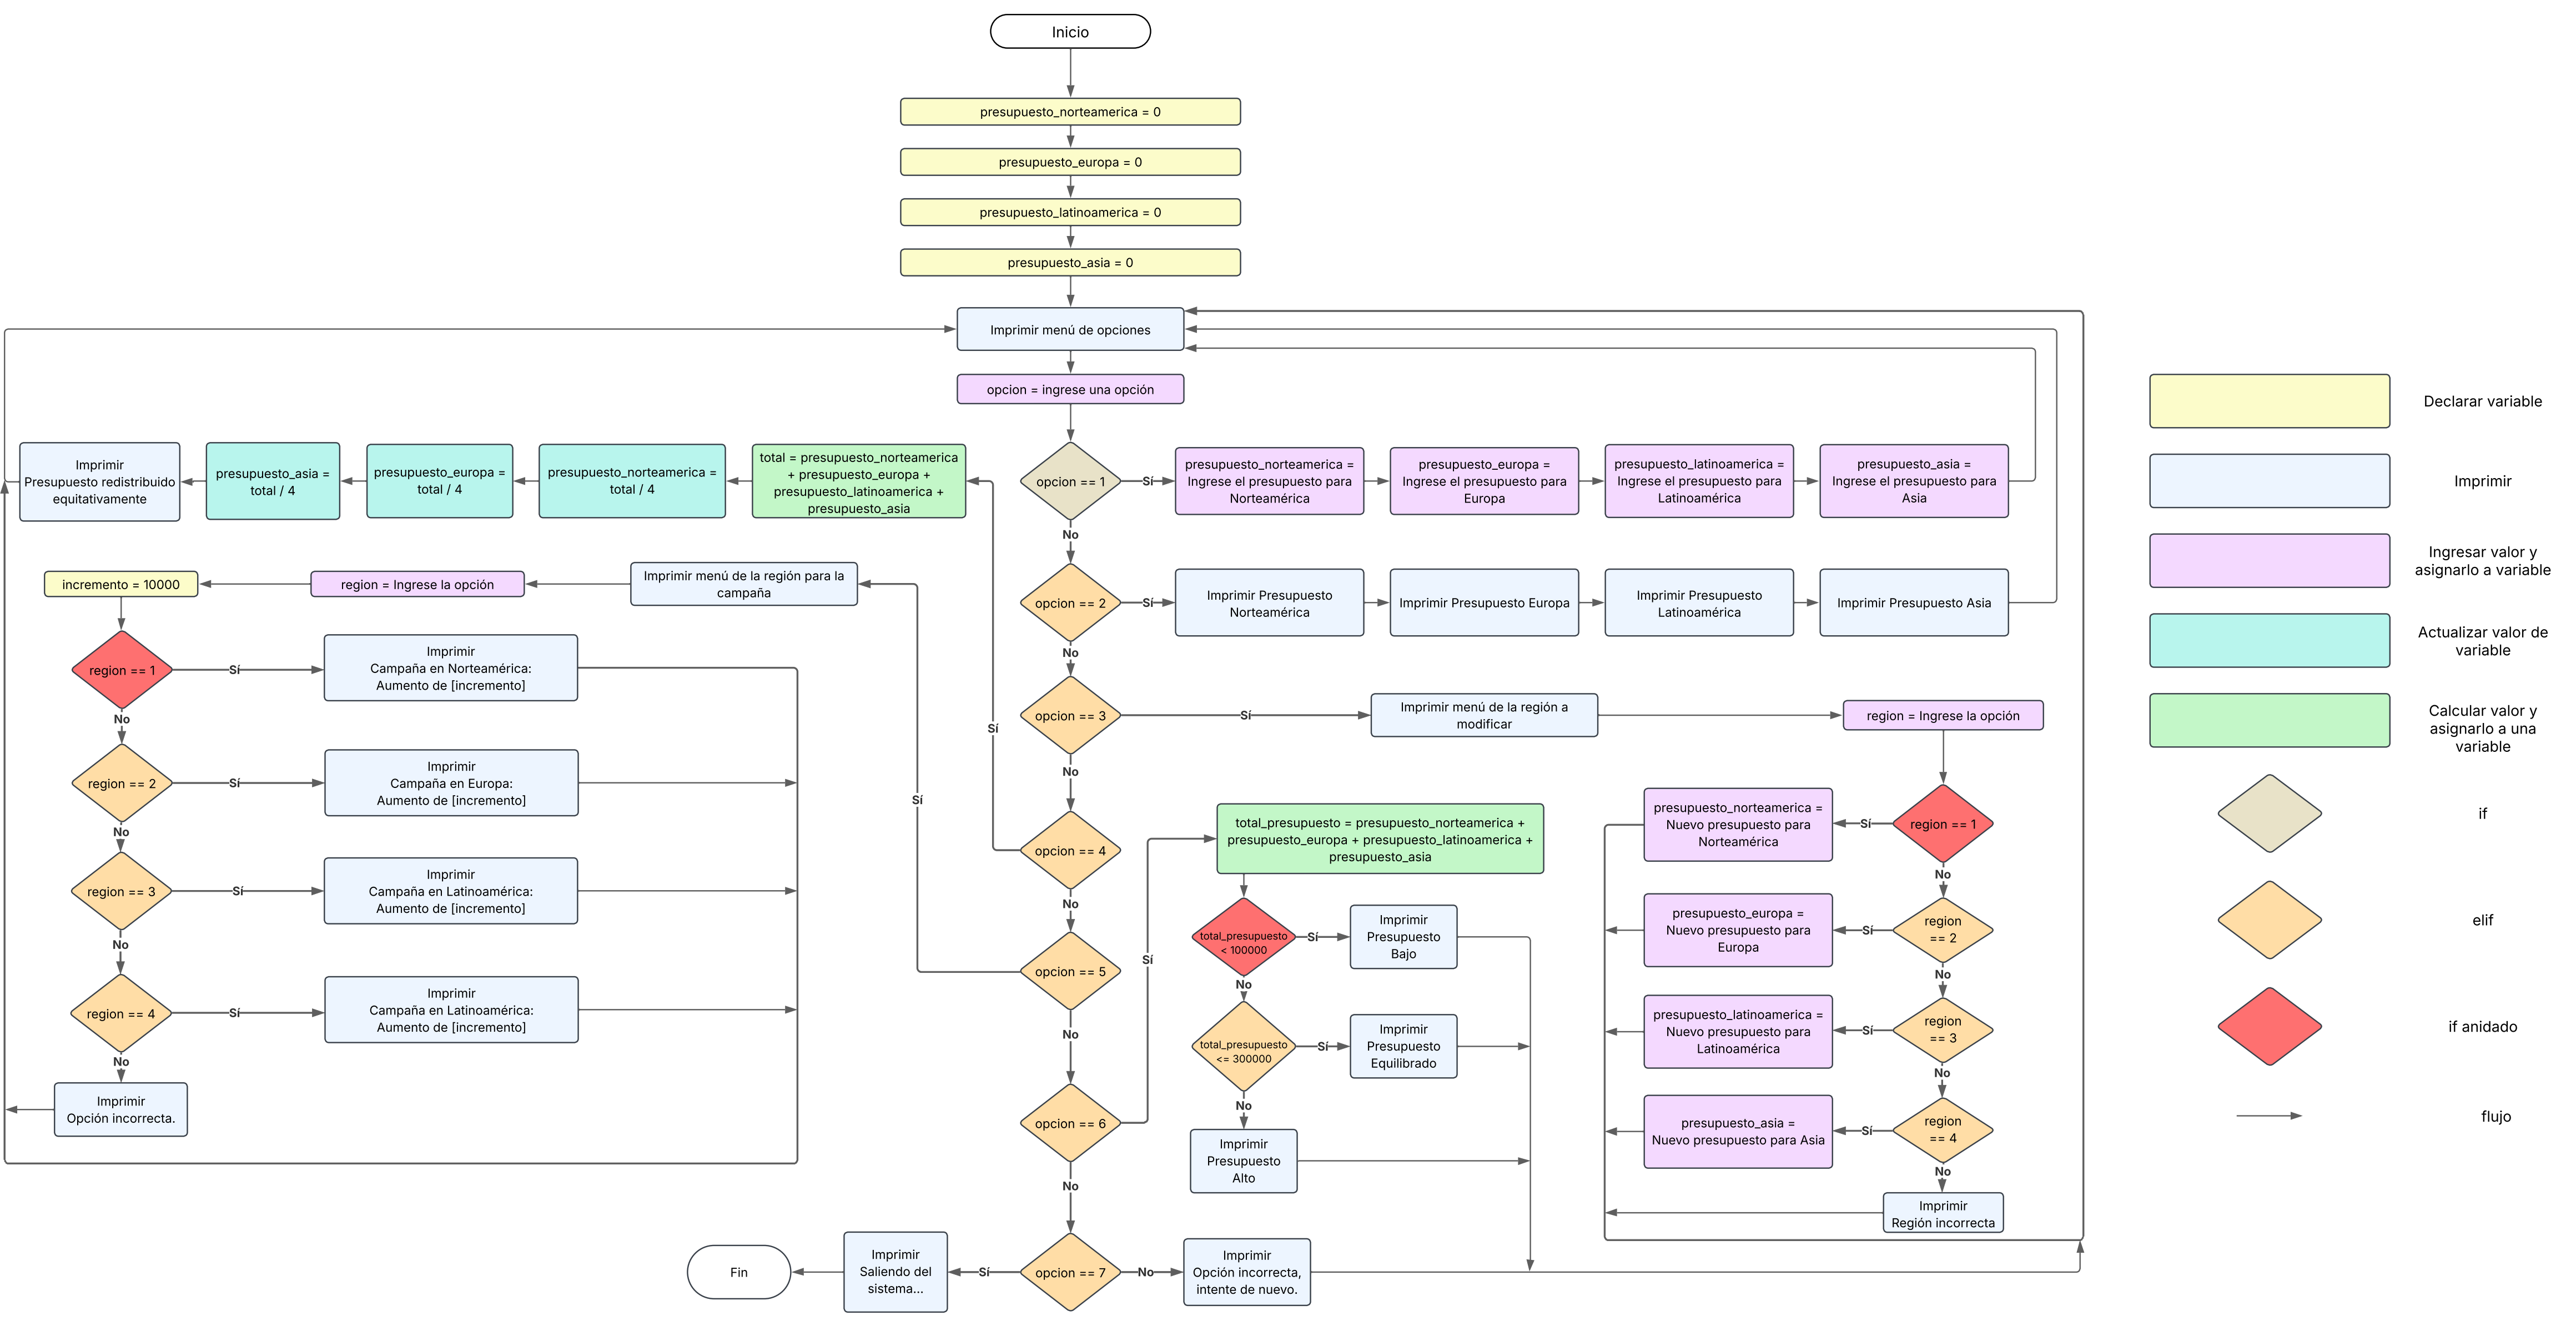 Inicio
presupuesto_norteamerica = 0
presupuesto_europa = 0
presupuesto_latinoamerica = 0
presupuesto_asia = 0
Imprimir menú de opciones
opcion = ingrese una opción
opcion == 1
Sí
presupuesto_norteamerica =
Ingrese el presupuesto para
Norteamérica
presupuesto_europa =
Ingrese el presupuesto para
Europa
presupuesto_latinoamerica =
Ingrese el presupuesto para
Latinoamérica
presupuesto_asia =
Ingrese el presupuesto para
Asia
No
opcion == 2
Sí
Imprimir Presupuesto
Norteamérica
Imprimir Presupuesto Europa
Imprimir Presupuesto
Latinoamérica
Imprimir Presupuesto Asia
No
opcion == 3
Sí
Imprimir menú de la región a
modificar
region = Ingrese la opción
region == 1
Sí
presupuesto_norteamerica =
Nuevo presupuesto para
Norteamérica
No
region
== 2
Sí
presupuesto_europa =
Nuevo presupuesto para
Europa
No
region
== 3
Sí
presupuesto_latinoamerica =
Nuevo presupuesto para
Latinoamérica
No
region
== 4
Sí
presupuesto_asia =
Nuevo presupuesto para Asia
No
Imprimir
Región incorrecta
No
opcion == 4
Sí
total = presupuesto_norteamerica
+ presupuesto_europa +
presupuesto_latinoamerica +
presupuesto_asia
presupuesto_norteamerica =
total / 4
presupuesto_europa =
total / 4
presupuesto_asia =
total / 4
Imprimir
Presupuesto redistribuido
equitativamente
No
opcion == 5
Sí
Imprimir menú de la región para la
campaña
region = Ingrese la opción
incremento = 10000
region == 1
Sí
Imprimir
Campaña en Norteamérica:
Aumento de [incremento]
No
region == 2
Sí
Imprimir
Campaña en Europa:
Aumento de [incremento]
No
region == 3
Sí
Imprimir
Campaña en Latinoamérica:
Aumento de [incremento]
No
region == 4
Sí
Imprimir
Campaña en Latinoamérica:
Aumento de [incremento]
No
Imprimir
Opción incorrecta.
No
opcion == 6
Sí
total_presupuesto = presupuesto_norteamerica +
presupuesto_europa + presupuesto_latinoamerica +
presupuesto_asia
total_presupuesto
< 100000
Sí
Imprimir
Presupuesto
Bajo
No
total_presupuesto
<= 300000
Sí
Imprimir
Presupuesto
Equilibrado
No
Imprimir
Presupuesto
Alto
No
opcion == 7
Sí
Imprimir
Saliendo del
sistema...
Fin
No
Imprimir
Opción incorrecta,
intente de nuevo.
Declarar variable
Imprimir
Ingresar valor y
asignarlo a variable
Actualizar valor de
variable
Calcular valor y
asignarlo a una
variable
if
elif
if anidado
flujo